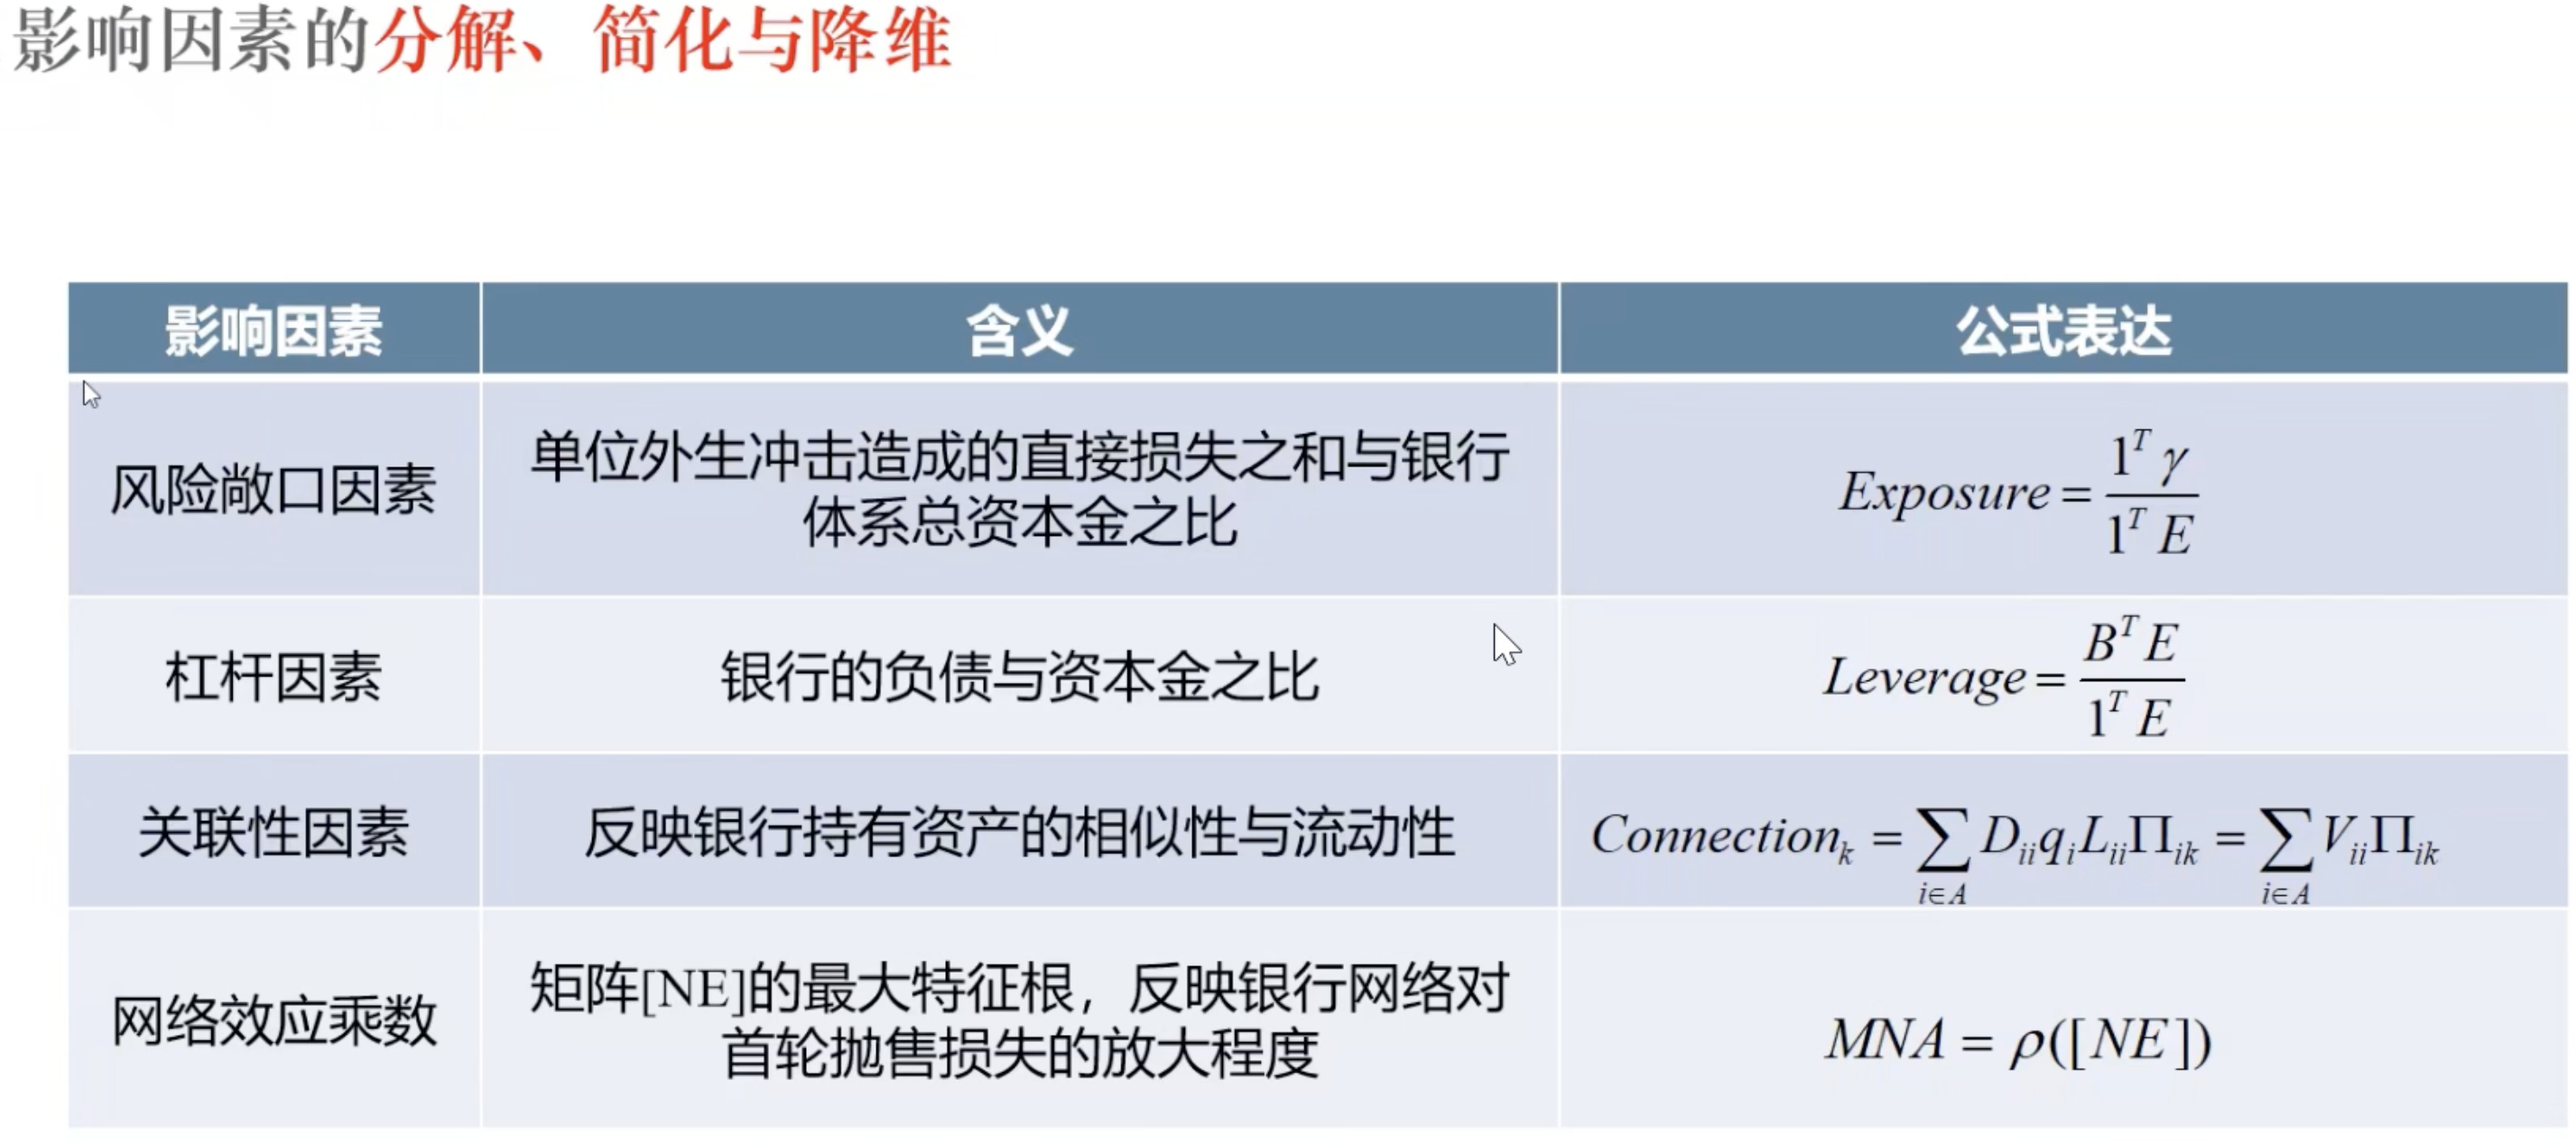 影响因素的分解、简化与降维
影响因素 含义 公式表达
风险敞口因素
单位外生冲击造成的直接损失之和与银行
体系总资本金之比
Exposure = \frac{1^T γ}{1^T E}
杠杆因素
银行的负债与资本金之比
Leverage = \frac{B^T E}{1^T E}
关联性因素
反映银行持有资产的相似性与流动性
Connection_k = \sum_{i∈A} D_{ii} q_i L_{ii} Π_{ik} = \sum_{i∈A} V_{ii} Π_{ik}
网络效应乘数
矩阵[NE]的最大特征根，反映银行网络对
首轮抛售损失的放大程度
MNA = ρ([NE])